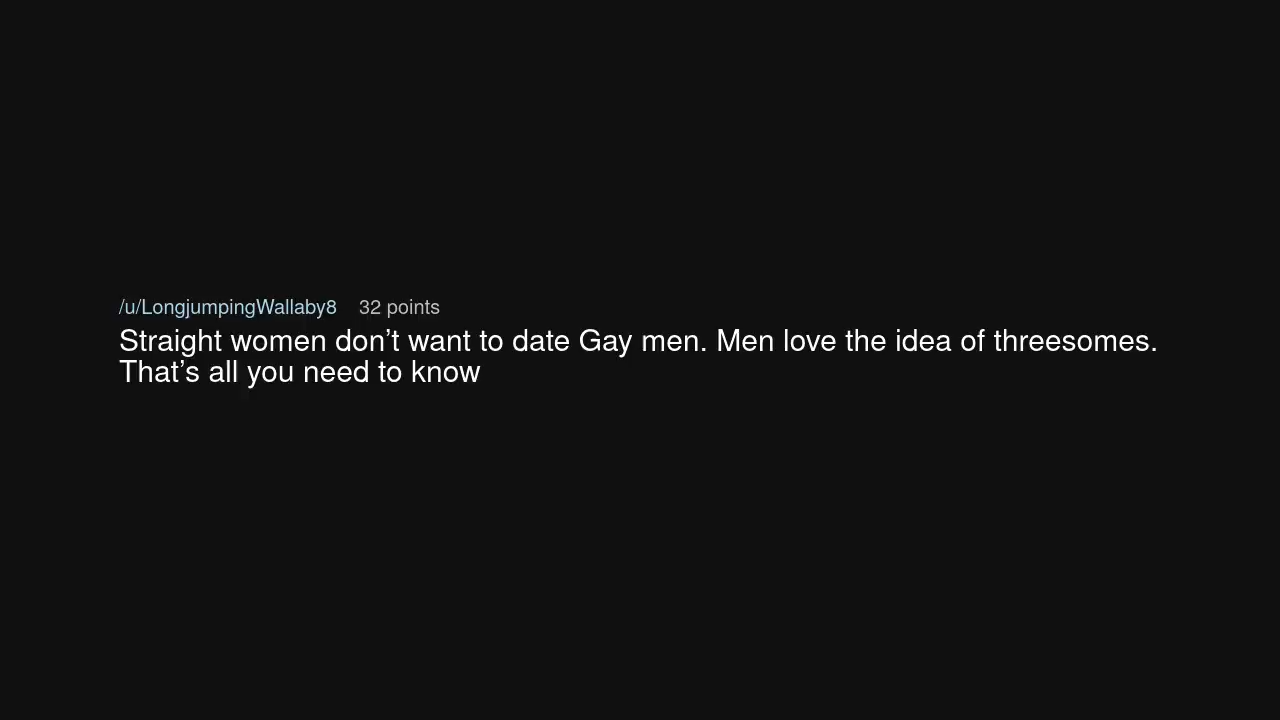 /u/LongjumpingWallaby8 32 points
Straight women don’t want to date Gay men. Men love the idea of threesomes.
That’s all you need to know